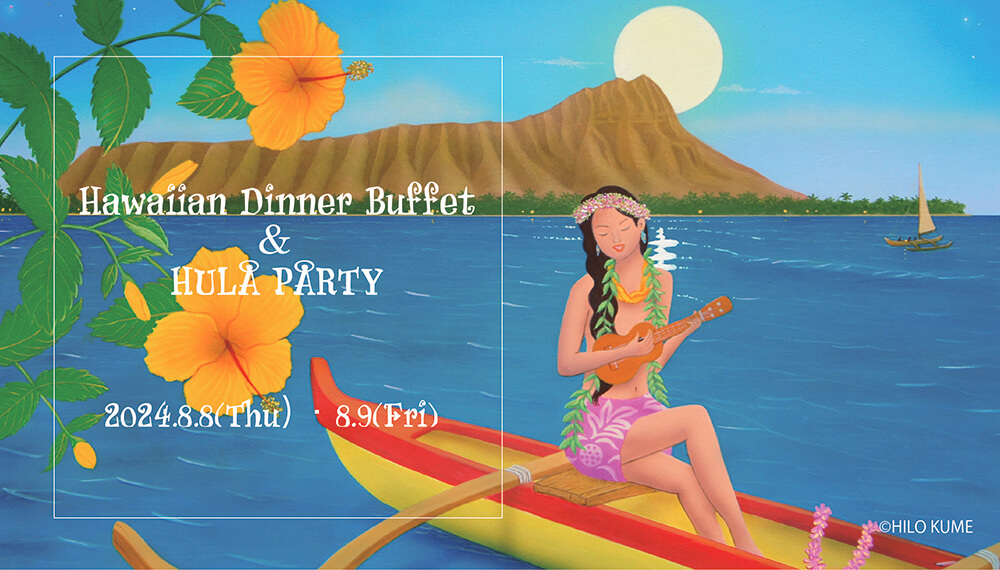 Hawaiian Dinner Buffet
&
HULA PARTY
2024.8.8(Thu)・8.9(Fri)
©HILO KUME